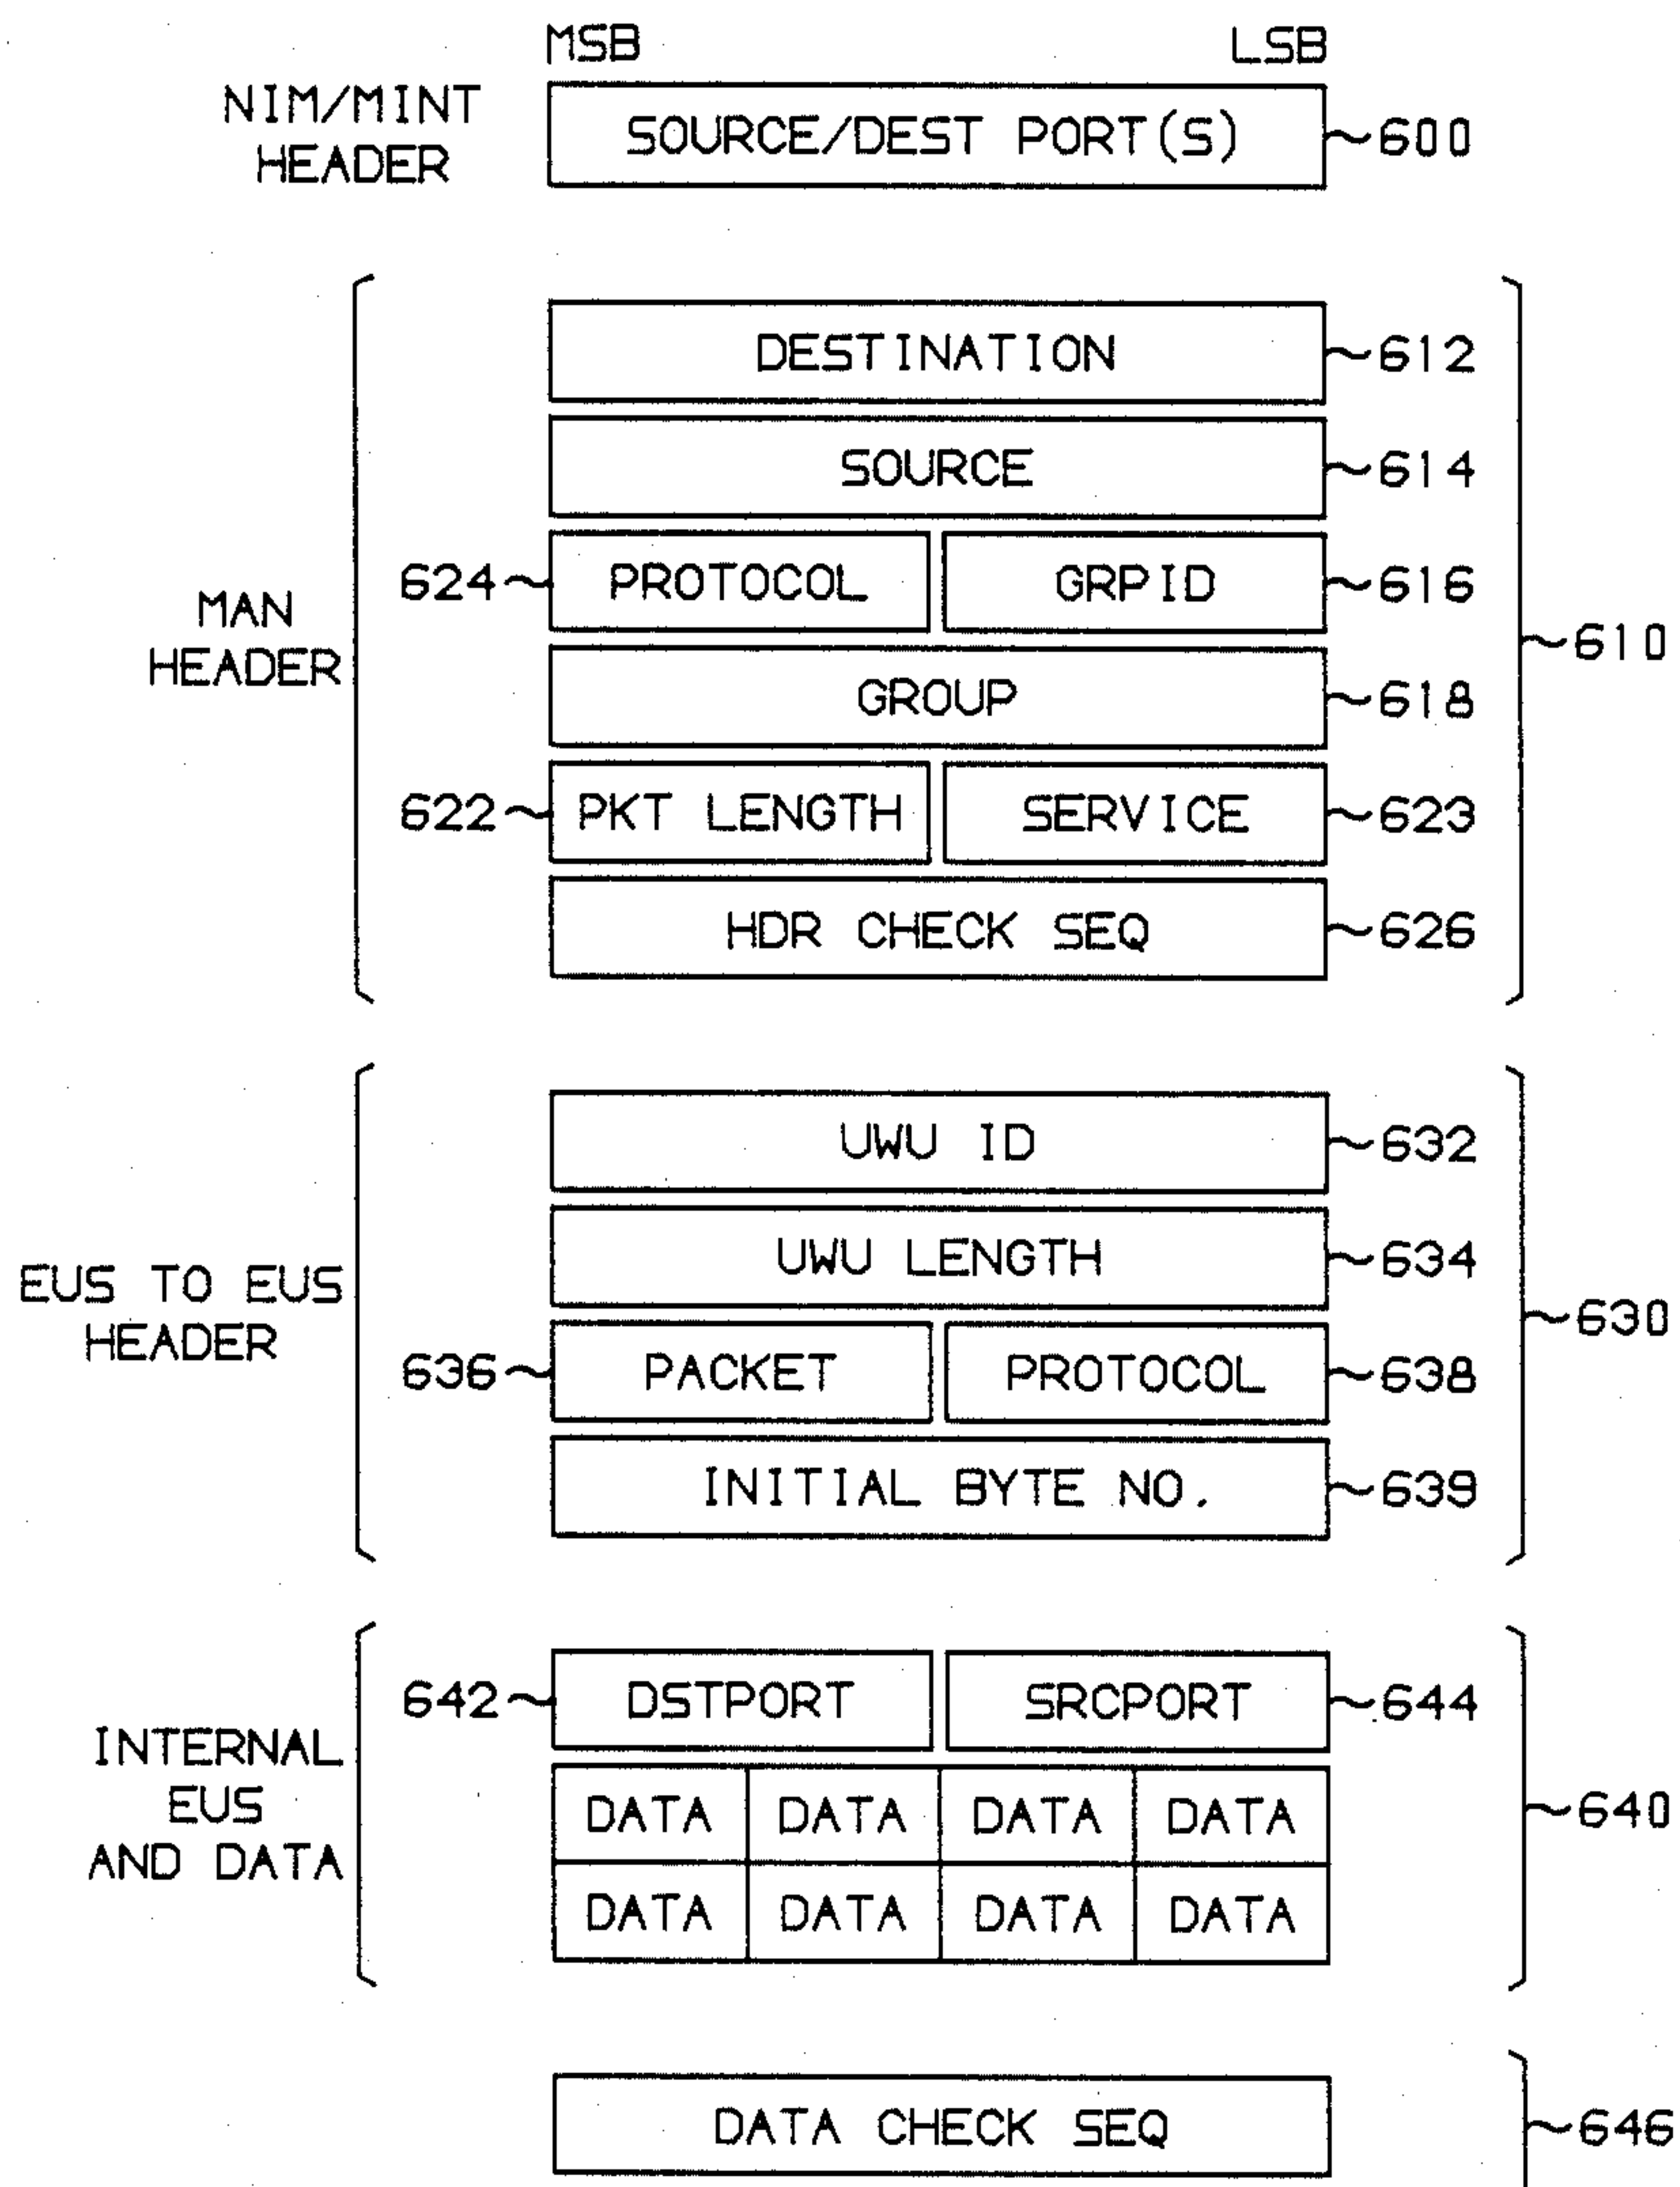 MSB LSB
NIM/MINT
HEADER
SOURCE/DEST PORT(S) 600
DESTINATION 612
SOURCE 614
624 PROTOCOL GRPID 616
MAN
HEADER
610
GROUP 618
622 PKT LENGTH SERVICE 623
HDR CHECK SEQ 626
UWU ID 632
UWU LENGTH 634
EUS TO EUS
HEADER
630
636 PACKET PROTOCOL 638
INITIAL BYTE NO. 639
642 DSTPORT SRCPORT 644
INTERNAL
EUS
AND DATA
DATA DATA DATA DATA 640
DATA DATA DATA DATA
DATA CHECK SEQ 646